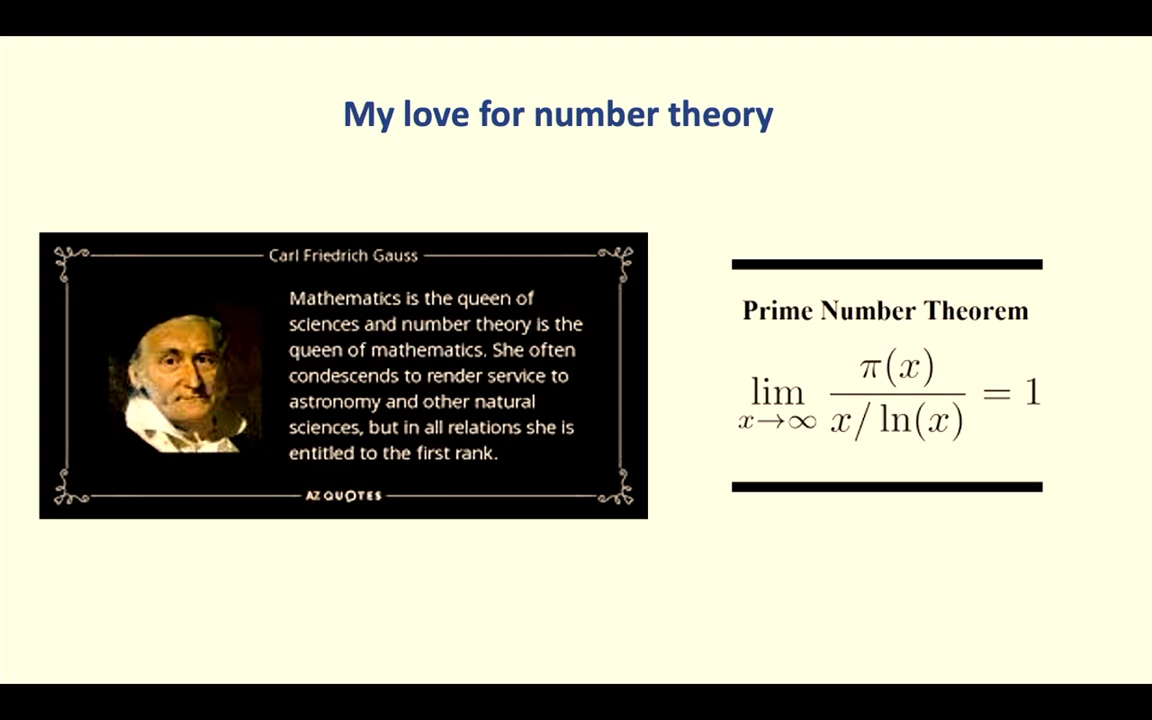 My love for number theory
Carl Friedrich Gauss
Mathematics is the queen of
sciences and number theory is the
queen of mathematics. She often
condescends to render service to
astronomy and other natural
sciences, but in all relations she is
entitled to the first rank.
AZ QUOTES
Prime Number Theorem
lim x→∞ π(x) / (x/ ln(x)) = 1